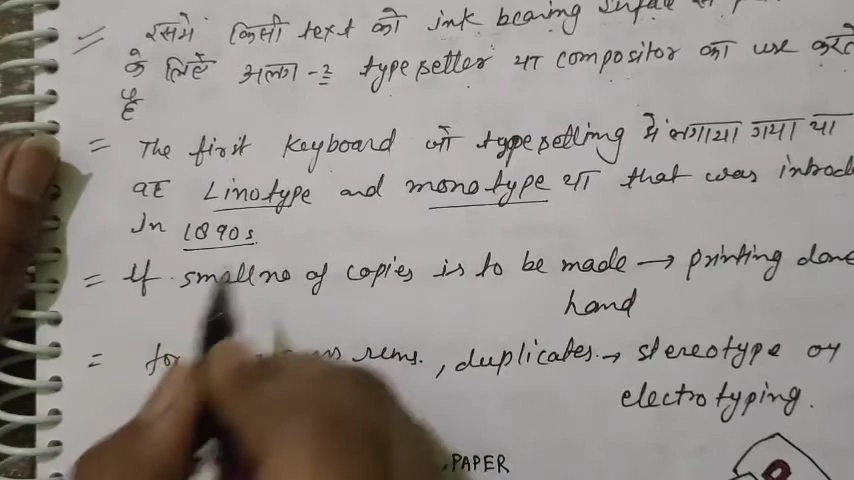 = इसमें किसी text को ink bearing
के लिये अलग-२ typesetter या compositor का use करते
है
= The first keyboard जो typesetting में लगाया गया था
वह Linotype and monotype था that was
In 1890s.
= If small no of copies is to be made → printing done
hand
= for rems. , duplicates. → stereotype or
electrotyping.
PAPER